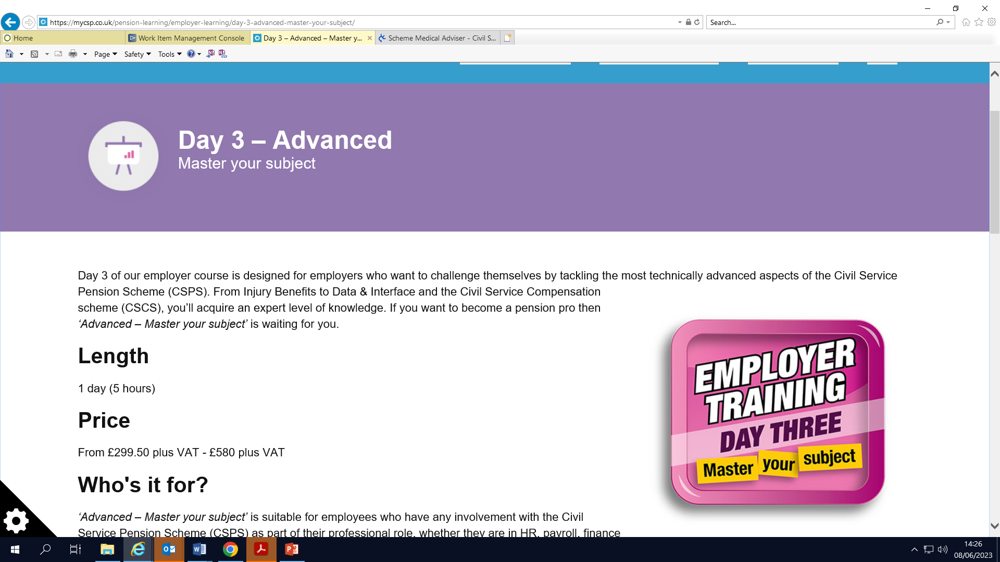 https://mycsp.co.uk/pension-learning/employer-learning/day-3-advanced-master-your-subject/
Search...
Home
Work Item Management Console
Day 3 – Advanced – Master y...
Scheme Medical Adviser - Civil S...
Page
Safety
Tools
Day 3 – Advanced
Master your subject
Day 3 of our employer course is designed for employers who want to challenge themselves by tackling the most technically advanced aspects of the Civil Service
Pension Scheme (CSPS). From Injury Benefits to Data & Interface and the Civil Service Compensation
scheme (CSCS), you’ll acquire an expert level of knowledge. If you want to become a pension pro then
‘Advanced – Master your subject’ is waiting for you.
Length
1 day (5 hours)
Price
From £299.50 plus VAT - £580 plus VAT
Who's it for?
‘Advanced – Master your subject’ is suitable for employees who have any involvement with the Civil
Service Pension Scheme (CSPS) as part of their professional role, whether they are in HR, payroll, finance
EMPLOYER
TRAINING
DAY THREE
Master your subject
14:26
08/06/2023